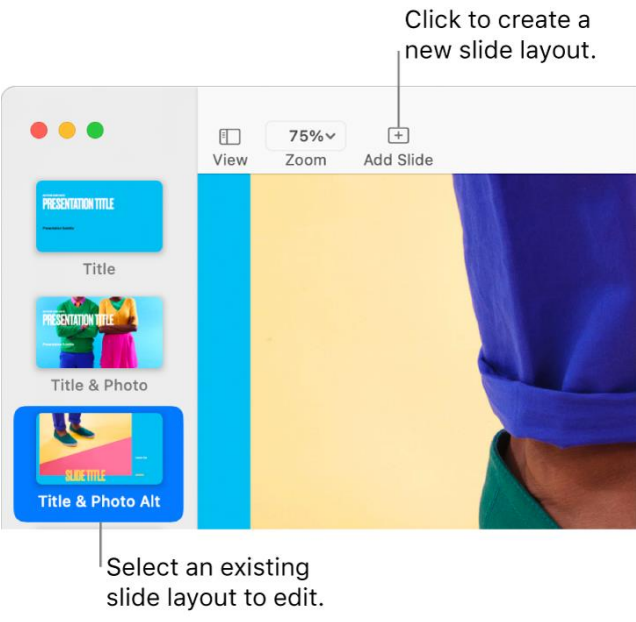 Click to create a
new slide layout.
75%
View
Zoom
Add Slide
PRESENTATION TITLE
Title
PRESENTATION TITLE
Title & Photo
SLIDE TITLE
Title & Photo Alt
Select an existing
slide layout to edit.